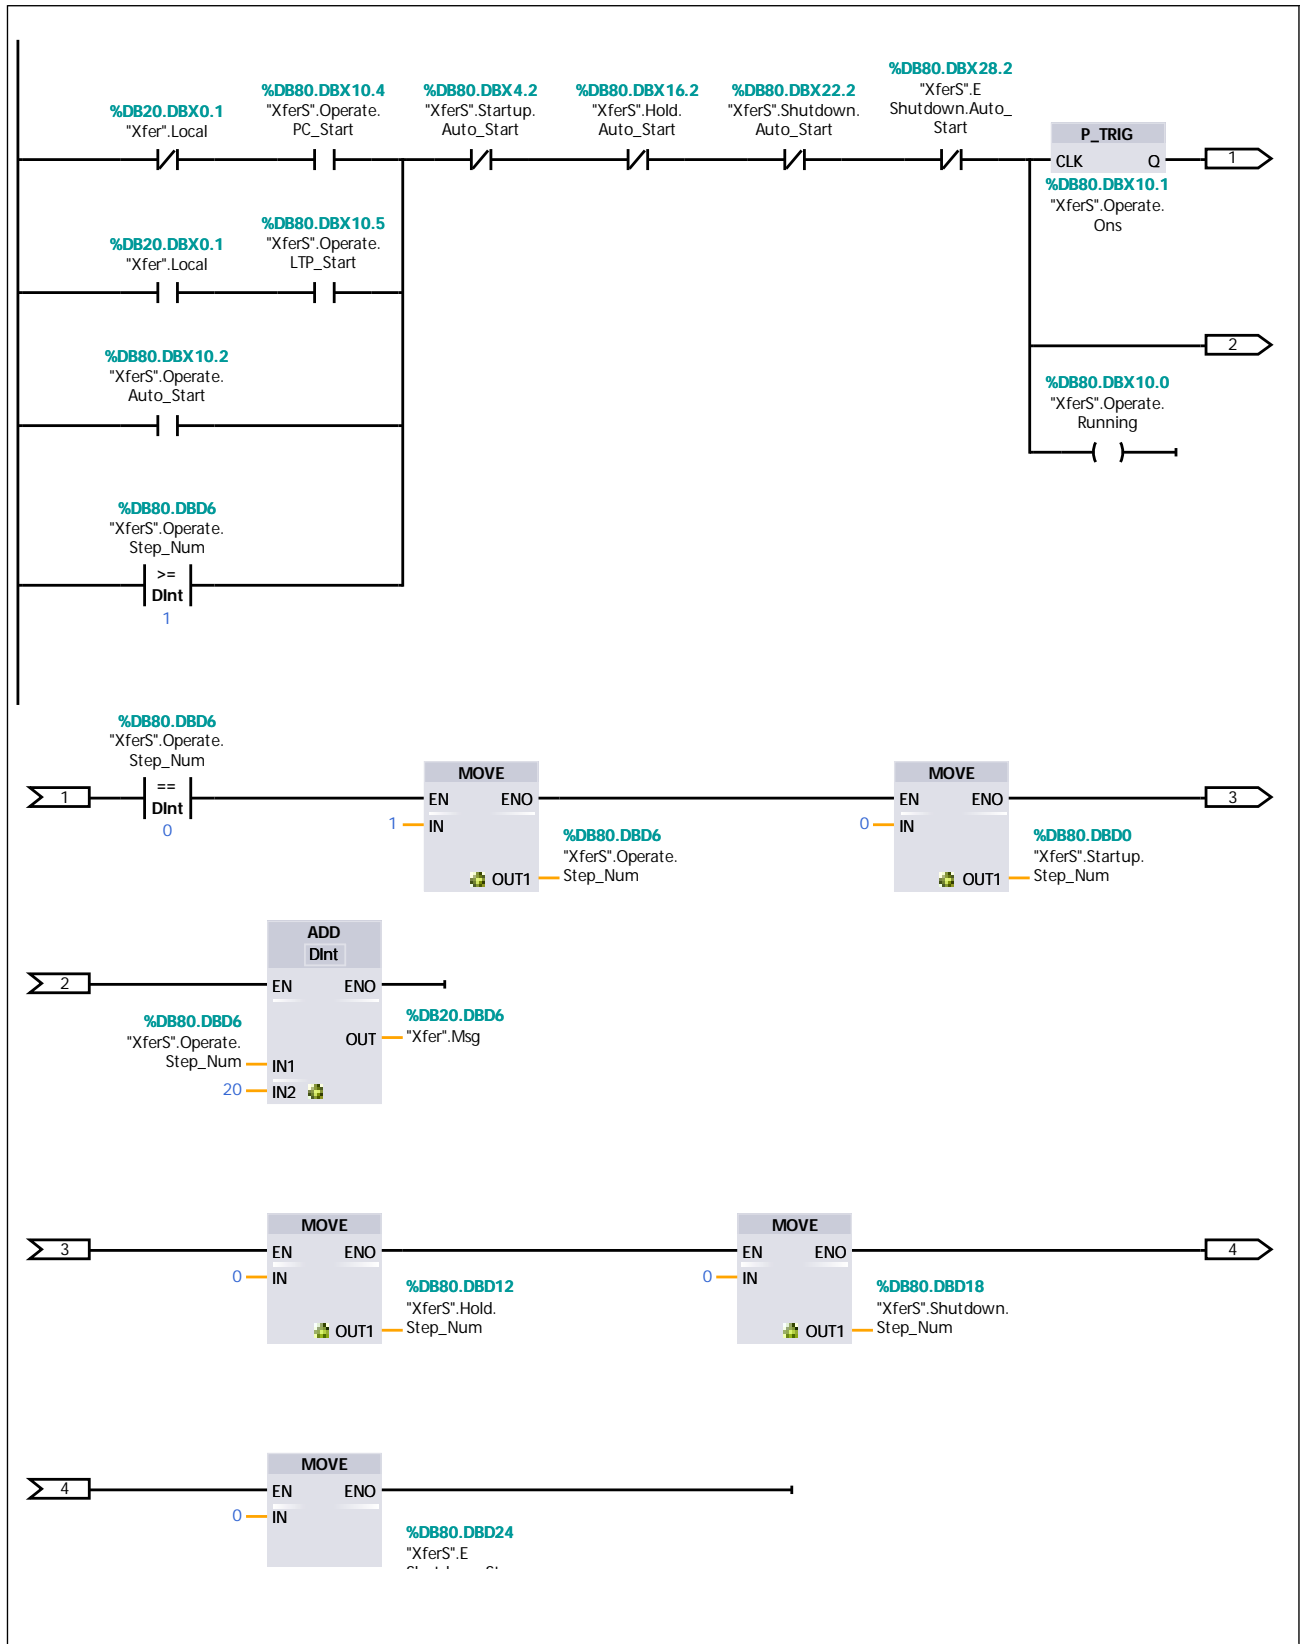 %DB20.DBX0.1
"Xfer".Local
%DB80.DBX10.4
"XferS".Operate.
PC_Start
%DB80.DBX4.2
"XferS".Startup.
Auto_Start
%DB80.DBX16.2
"XferS".Hold.
Auto_Start
%DB80.DBX22.2
"XferS".Shutdown.
Auto_Start
%DB80.DBX28.2
"XferS".E
Shutdown.Auto_
Start
P_TRIG
CLK Q
%DB80.DBX10.1
"XferS".Operate.
Ons
1
%DB20.DBX0.1
"Xfer".Local
%DB80.DBX10.5
"XferS".Operate.
LTP_Start
2
%DB80.DBX10.2
"XferS".Operate.
Auto_Start
%DB80.DBX10.0
"XferS".Operate.
Running
%DB80.DBD6
"XferS".Operate.
Step_Num
>=
DInt
1
1
%DB80.DBD6
"XferS".Operate.
Step_Num
==
DInt
0
MOVE
EN ENO
1
IN
OUT1
%DB80.DBD6
"XferS".Operate.
Step_Num
MOVE
EN ENO
0
IN
OUT1
%DB80.DBD0
"XferS".Startup.
Step_Num
3
2
ADD
DInt
EN ENO
%DB80.DBD6
"XferS".Operate.
Step_Num
IN1
20
IN2
OUT
%DB20.DBD6
"Xfer".Msg
3
MOVE
EN ENO
0
IN
OUT1
%DB80.DBD12
"XferS".Hold.
Step_Num
MOVE
EN ENO
0
IN
OUT1
%DB80.DBD18
"XferS".Shutdown.
Step_Num
4
4
MOVE
EN ENO
0
IN
%DB80.DBD24
"XferS".E